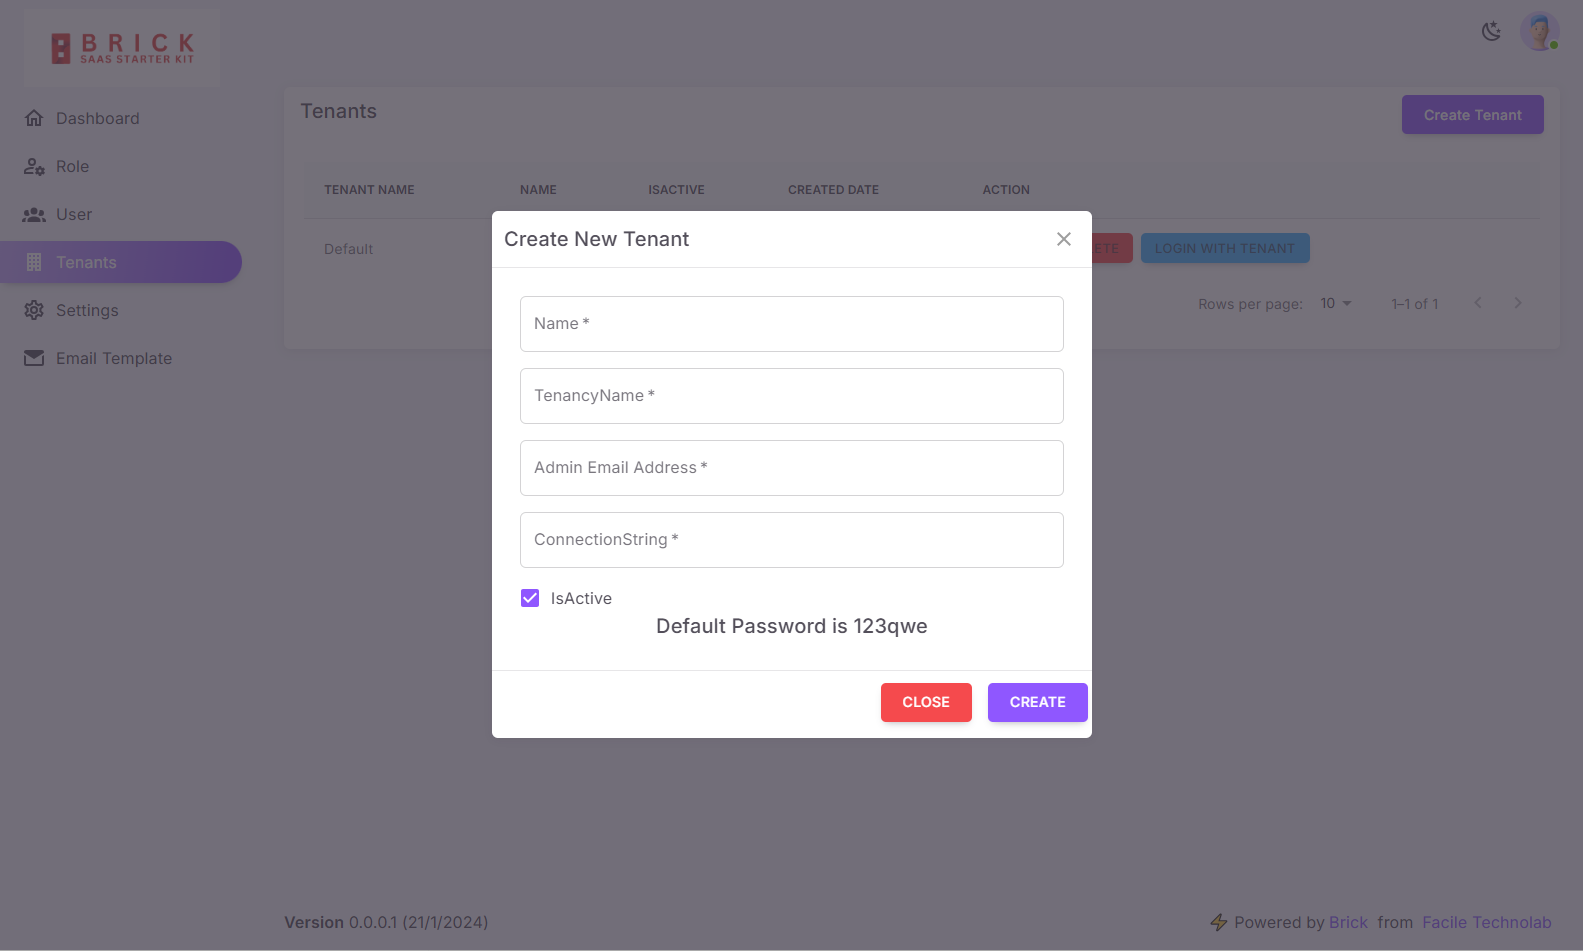 BRICK
SAAS STARTER KIT
Dashboard
Role
User
Tenants
Settings
Email Template
Tenants
Create Tenant
TENANT NAME NAME ISACTIVE CREATED DATE ACTION
Default
ETE LOGIN WITH TENANT
Rows per page: 10 1–1 of 1
Create New Tenant
Name *
TenancyName *
Admin Email Address *
ConnectionString *
IsActive
Default Password is 123qwe
CLOSE CREATE
Version 0.0.0.1 (21/1/2024)
Powered by Brick from Facile Technolab